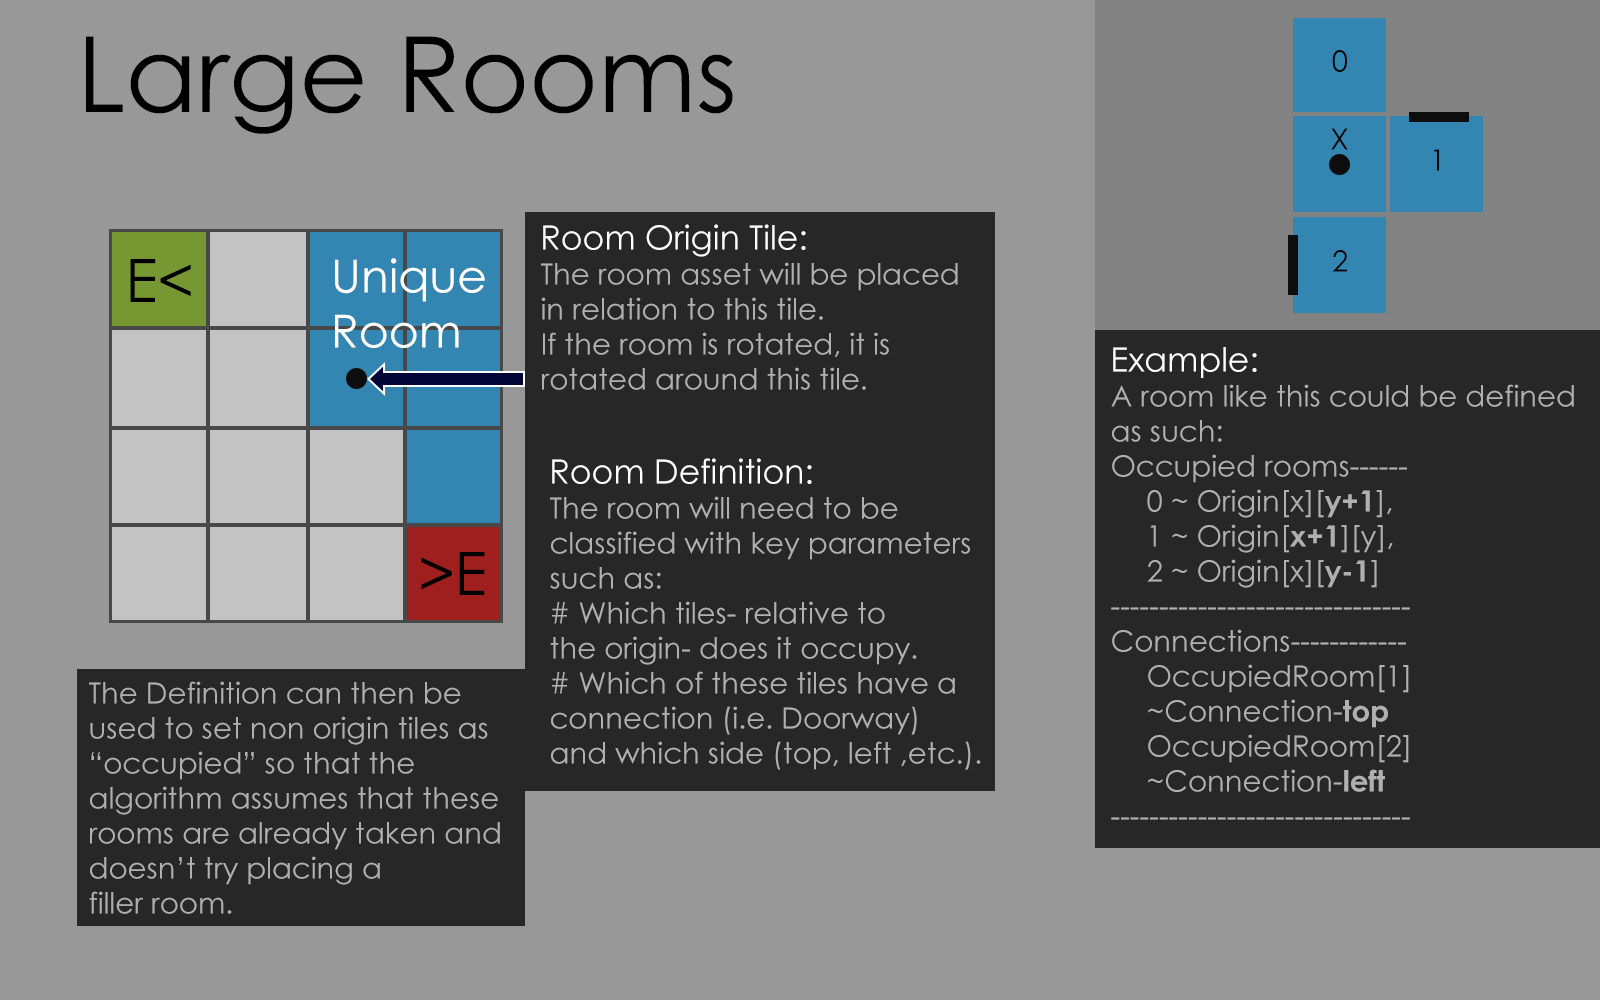 Large Rooms
E<
Unique
Room
>E
Room Origin Tile:
The room asset will be placed
in relation to this tile.
If the room is rotated, it is
rotated around this tile.
Room Definition:
The room will need to be
classified with key parameters
such as:
# Which tiles- relative to
the origin- does it occupy.
# Which of these tiles have a
connection (i.e. Doorway)
and which side (top, left ,etc.).
The Definition can then be
used to set non origin tiles as
“occupied” so that the
algorithm assumes that these
rooms are already taken and
doesn’t try placing a
filler room.
0
X
1
2
Example:
A room like this could be defined
as such:
Occupied rooms------
0 ~ Origin[x][y+1],
1 ~ Origin[x+1][y],
2 ~ Origin[x][y-1]
-----------------------------
Connections-----------
OccupiedRoom[1]
~Connection-top
OccupiedRoom[2]
~Connection-left
-----------------------------